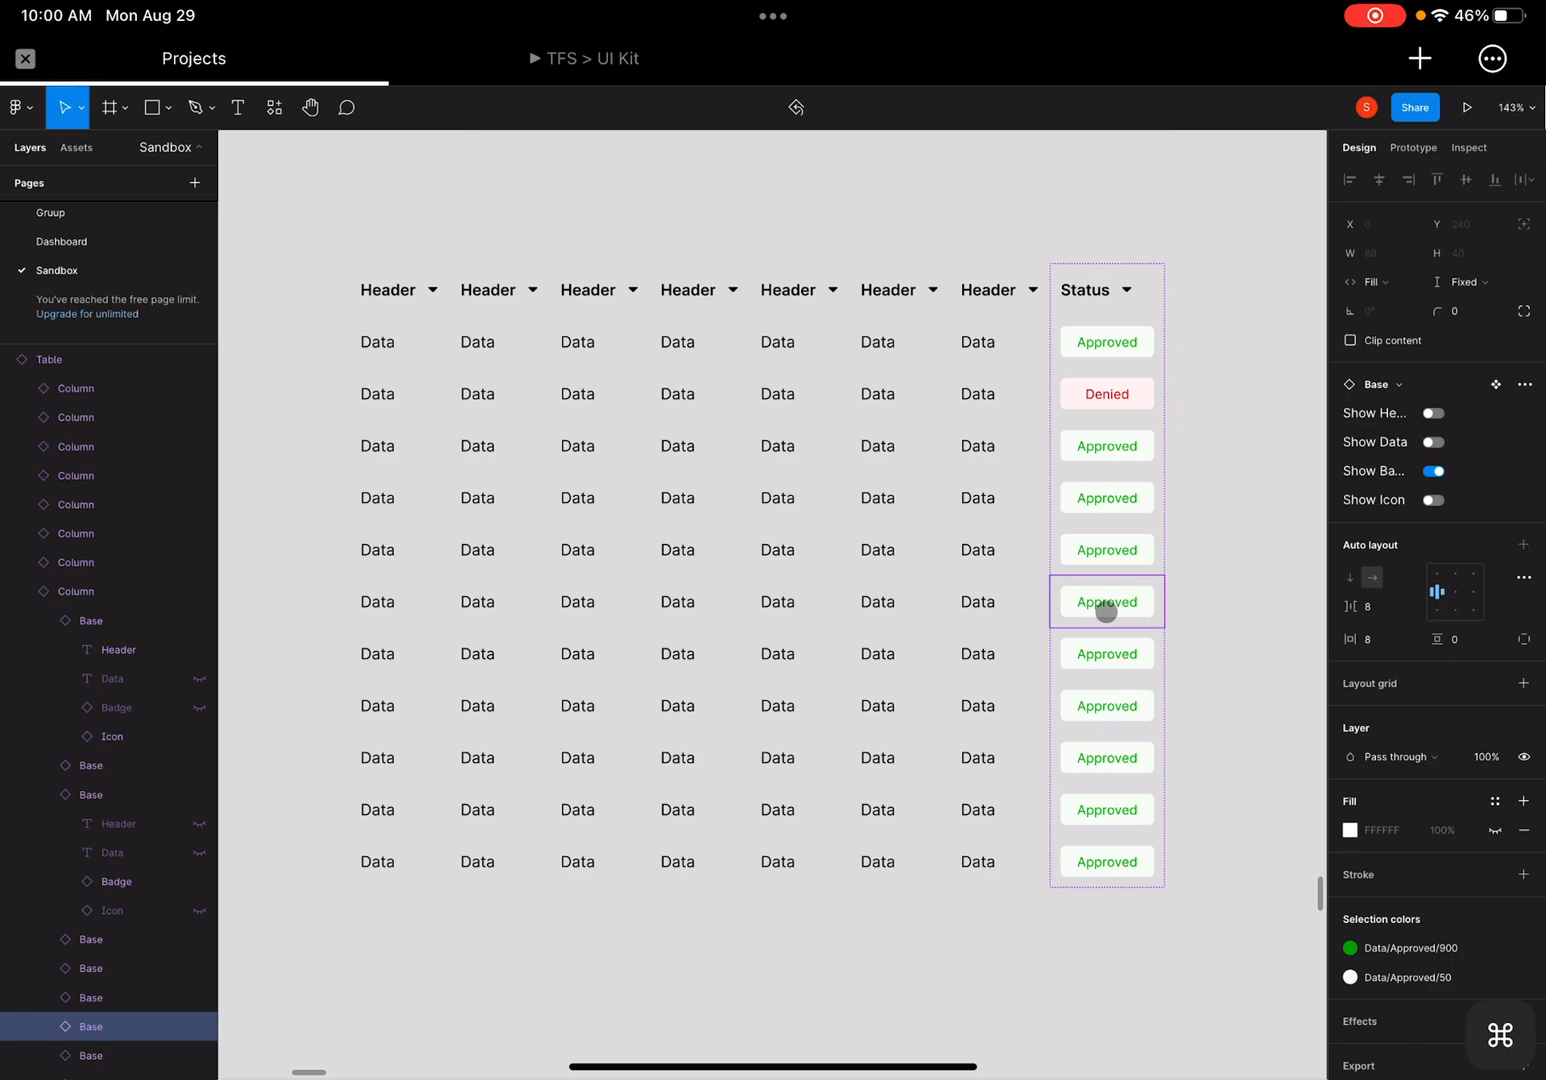 10:00 AM Mon Aug 29
46%
Projects
TFS > UI Kit
S
Share
143%
Layers Assets Sandbox
Pages
Gruup
Dashboard
Sandbox
You've reached the free page limit.
Upgrade for unlimited
Table
Column
Column
Column
Column
Column
Column
Column
Column
Base
Header
Data
Badge
Icon
Base
Base
Header
Data
Badge
Icon
Base
Base
Base
Base
Base
Header Header Header Header Header Header Header Status
Data Data Data Data Data Data Data Approved
Data Data Data Data Data Data Data Denied
Data Data Data Data Data Data Data Approved
Data Data Data Data Data Data Data Approved
Data Data Data Data Data Data Data Approved
Data Data Data Data Data Data Data Approved
Data Data Data Data Data Data Data Approved
Data Data Data Data Data Data Data Approved
Data Data Data Data Data Data Data Approved
Data Data Data Data Data Data Data Approved
Data Data Data Data Data Data Data Approved
Design Prototype Inspect
X 0 Y 240
W 88 H 40
Fill Fixed
0° 0
Clip content
Base
Show He...
Show Data
Show Ba...
Show Icon
Auto layout
8
8 0
Layout grid
Layer
Pass through 100%
Fill
FFFFFF 100%
Stroke
Selection colors
Data/Approved/900
Data/Approved/50
Effects
Export